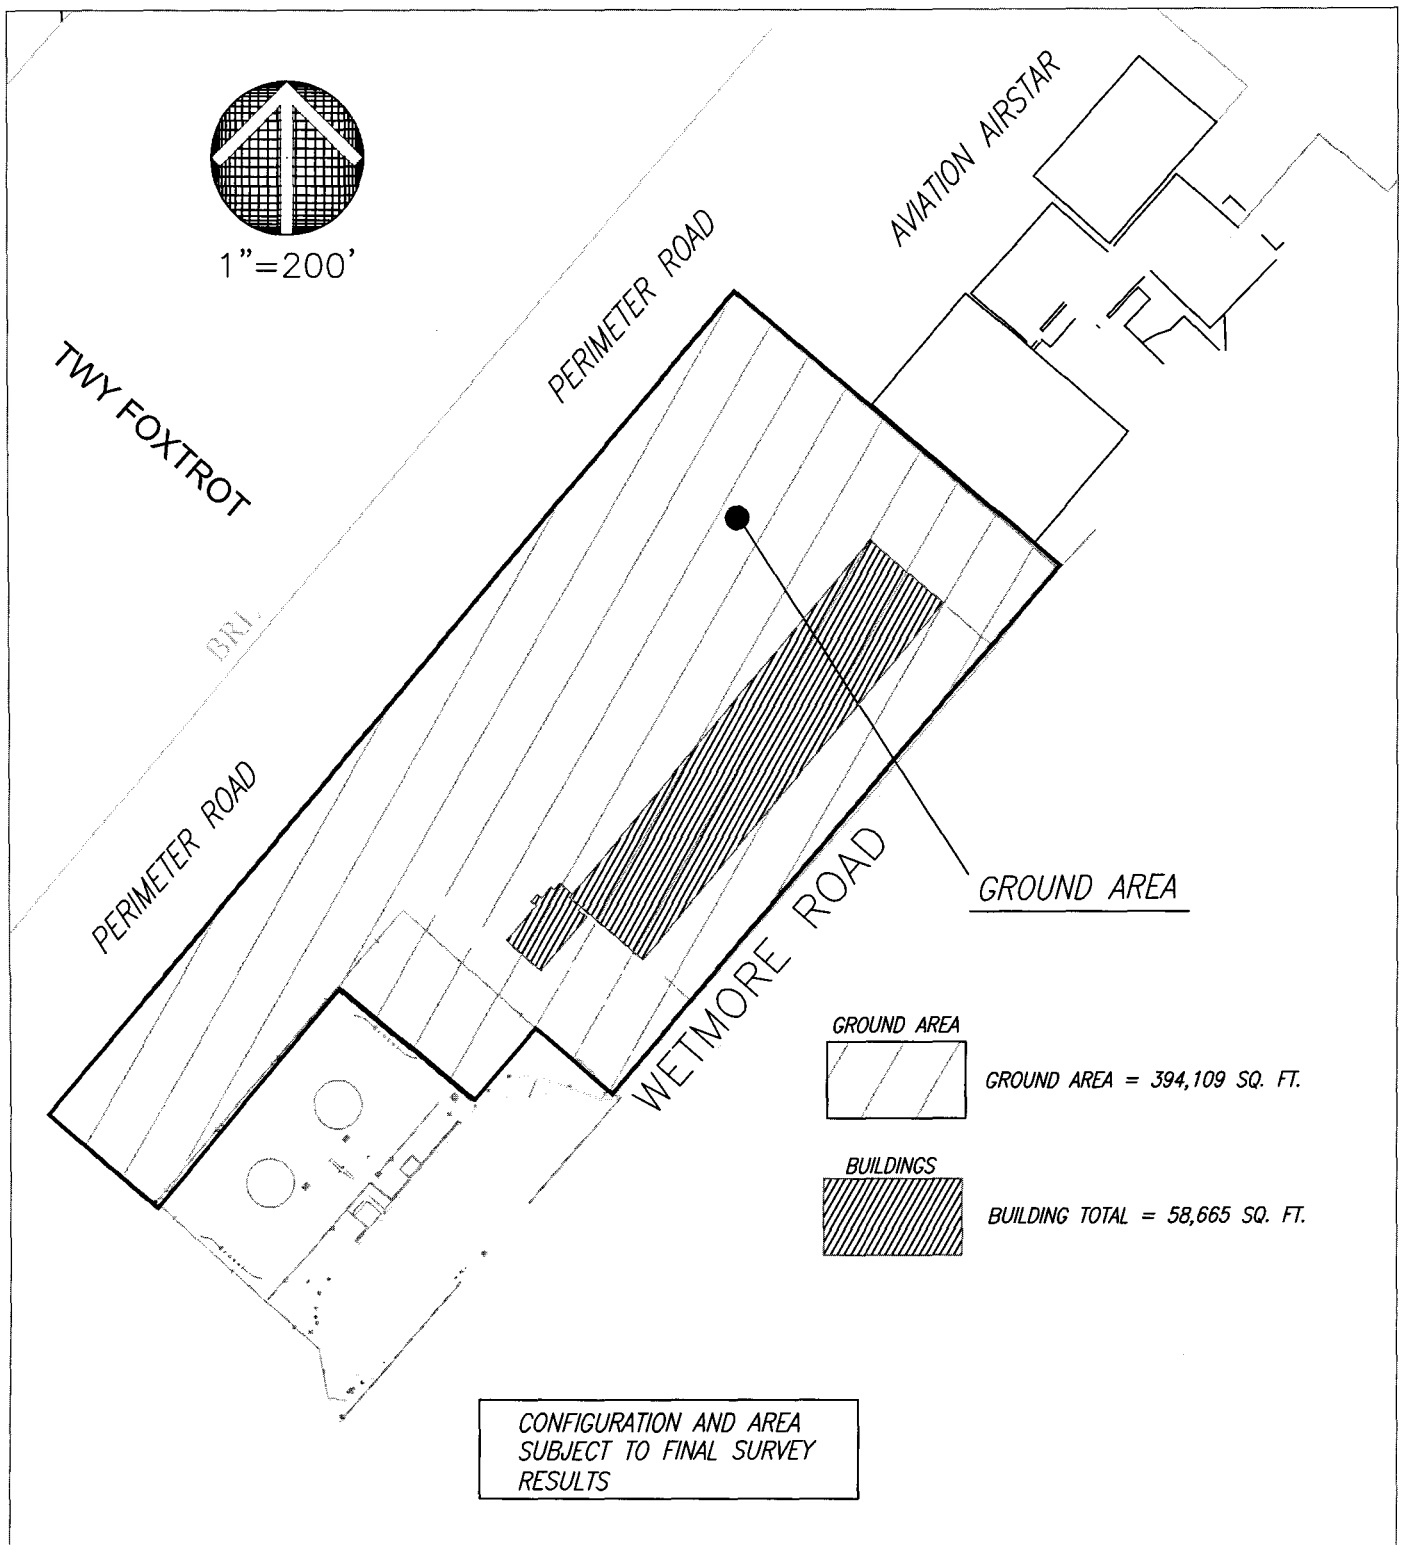 1"=200'
AVIATION AIRSTAR
PERIMETER ROAD
TWY FOXTROT
BRL
PERIMETER ROAD
WETMORE ROAD
GROUND AREA
GROUND AREA
GROUND AREA = 394,109 SQ. FT.
BUILDINGS
BUILDING TOTAL = 58,665 SQ. FT.
CONFIGURATION AND AREA
SUBJECT TO FINAL SURVEY
RESULTS